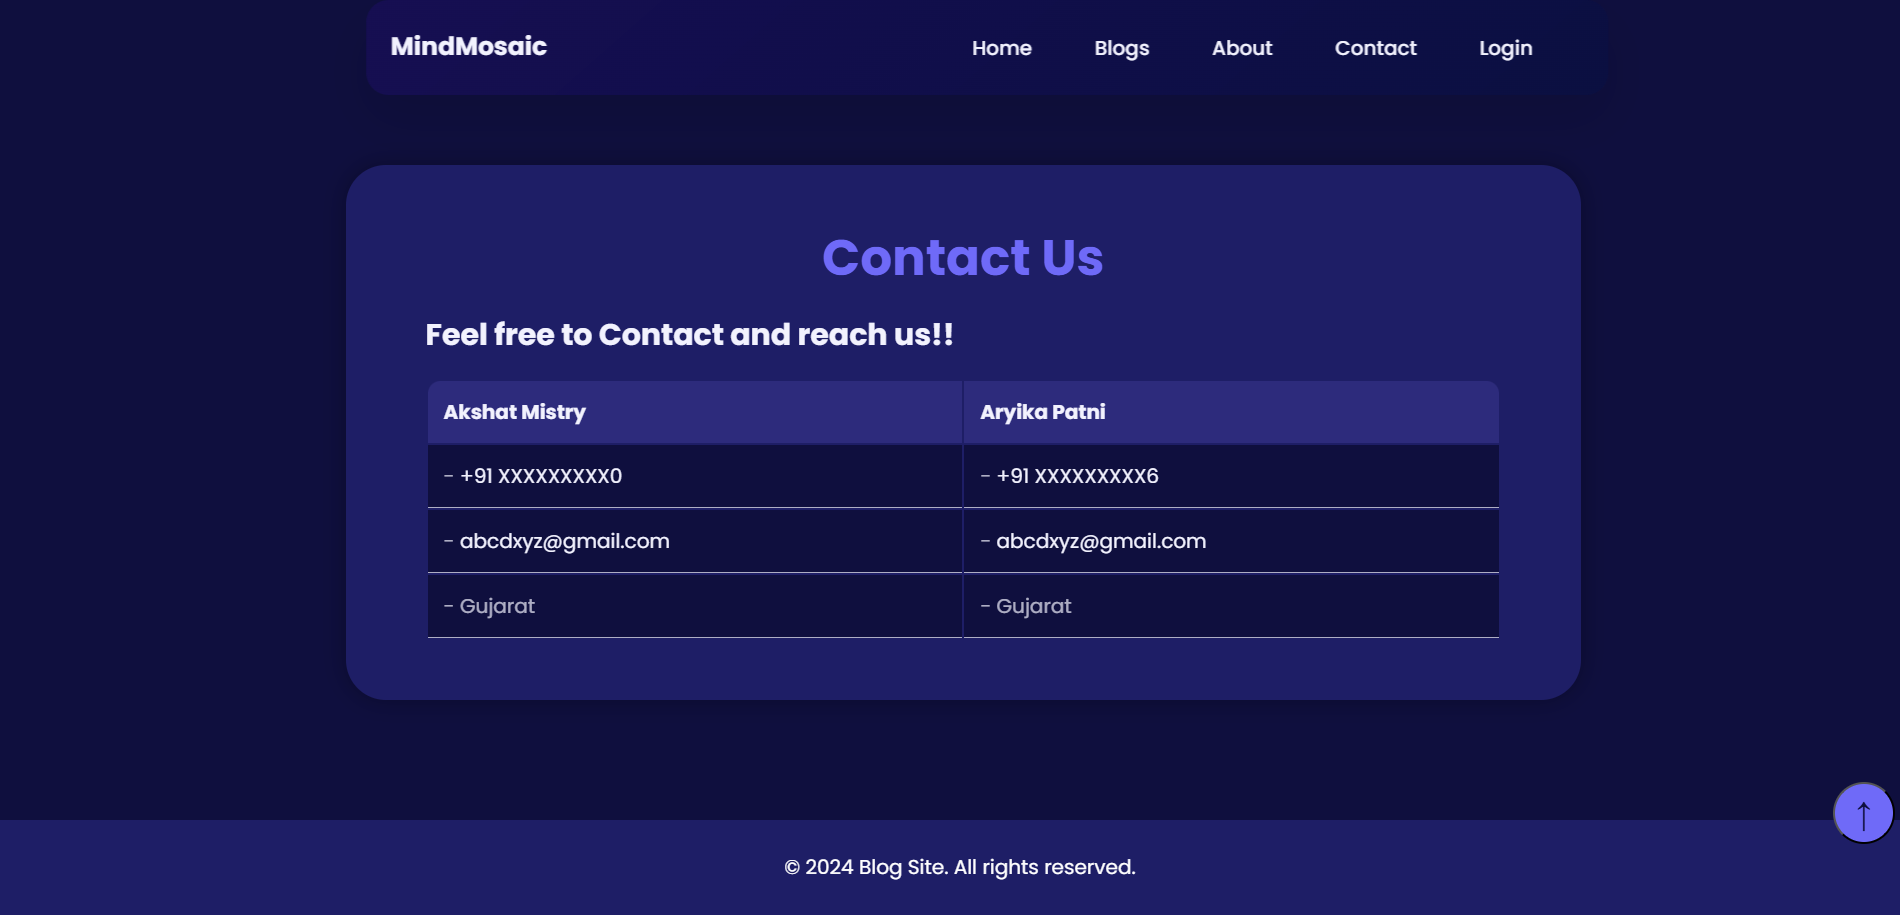 MindMosaic Home Blogs About Contact Login
Contact Us
Feel free to Contact and reach us!!
Akshat Mistry Aryika Patni
- +91 XXXXXXXXX0 - +91 XXXXXXXXX6
- abcdxyz@gmail.com - abcdxyz@gmail.com
- Gujarat - Gujarat
↑
© 2024 Blog Site. All rights reserved.